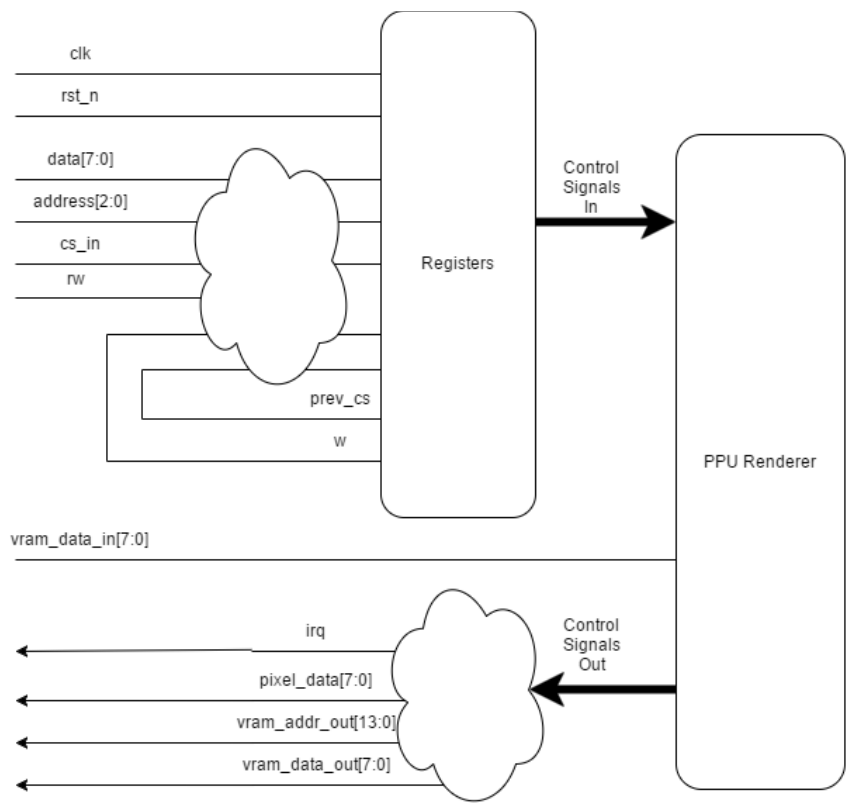 clk
rst_n
data[7:0]
address[2:0]
cs_in
rw
prev_cs
w
Registers
Control
Signals
In
PPU Renderer
vram_data_in[7:0]
irq
pixel_data[7:0]
vram_addr_out[13:0]
vram_data_out[7:0]
Control
Signals
Out